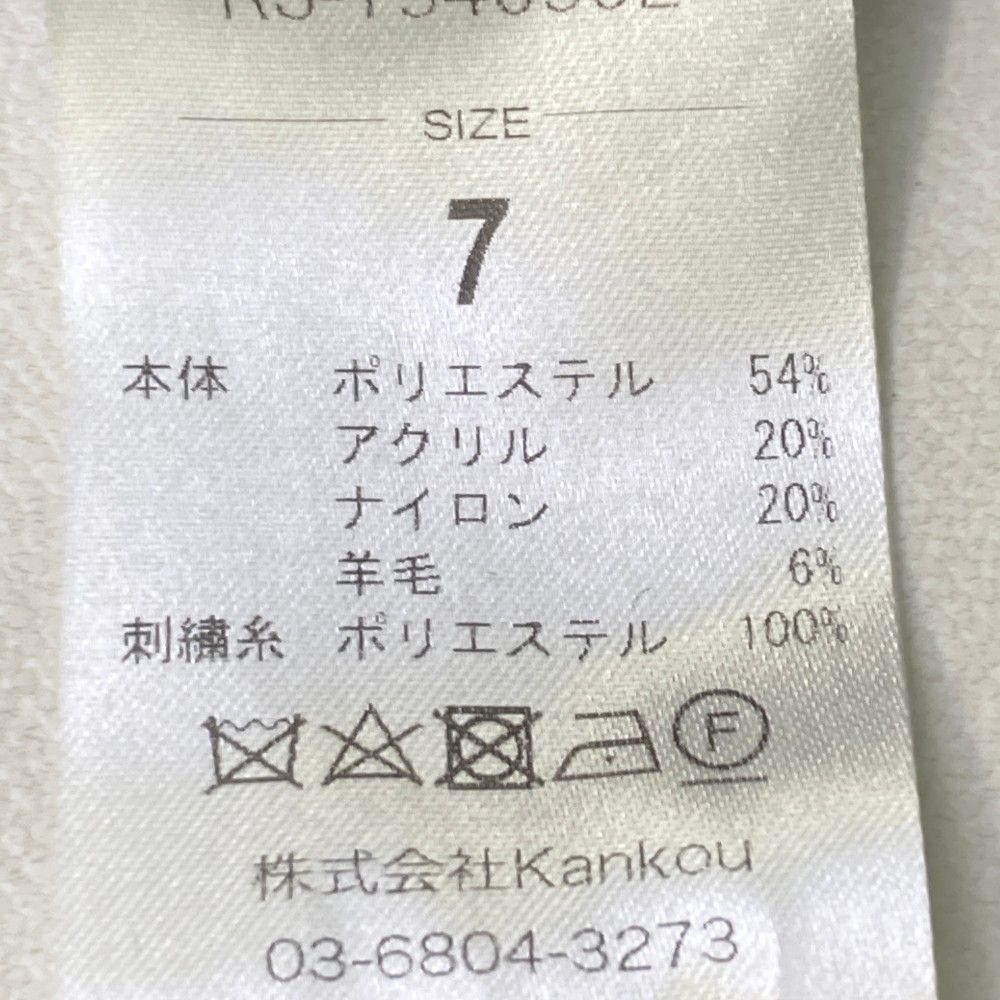 SIZE
7
本体 ポリエステル 54%
アクリル 20%
ナイロン 20%
羊毛 6%
刺繍糸 ポリエステル 100%
F
株式会社Kankou
03-6804-3273